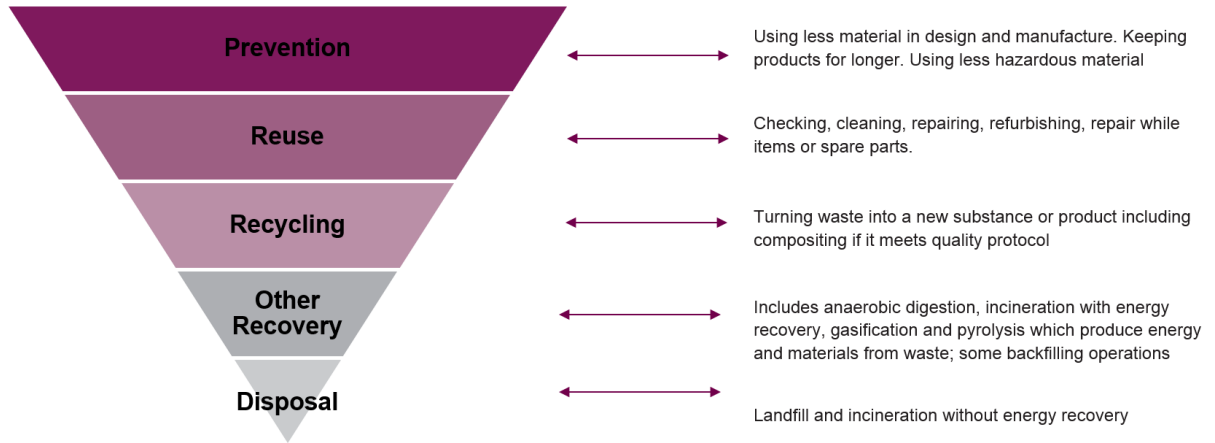 Prevention
Using less material in design and manufacture. Keeping
products for longer. Using less hazardous material
Reuse
Checking, cleaning, repairing, refurbishing, repair while
items or spare parts.
Recycling
Turning waste into a new substance or product including
compositing if it meets quality protocol
Other
Recovery
Includes anaerobic digestion, incineration with energy
recovery, gasification and pyrolysis which produce energy
and materials from waste; some backfilling operations
Disposal
Landfill and incineration without energy recovery